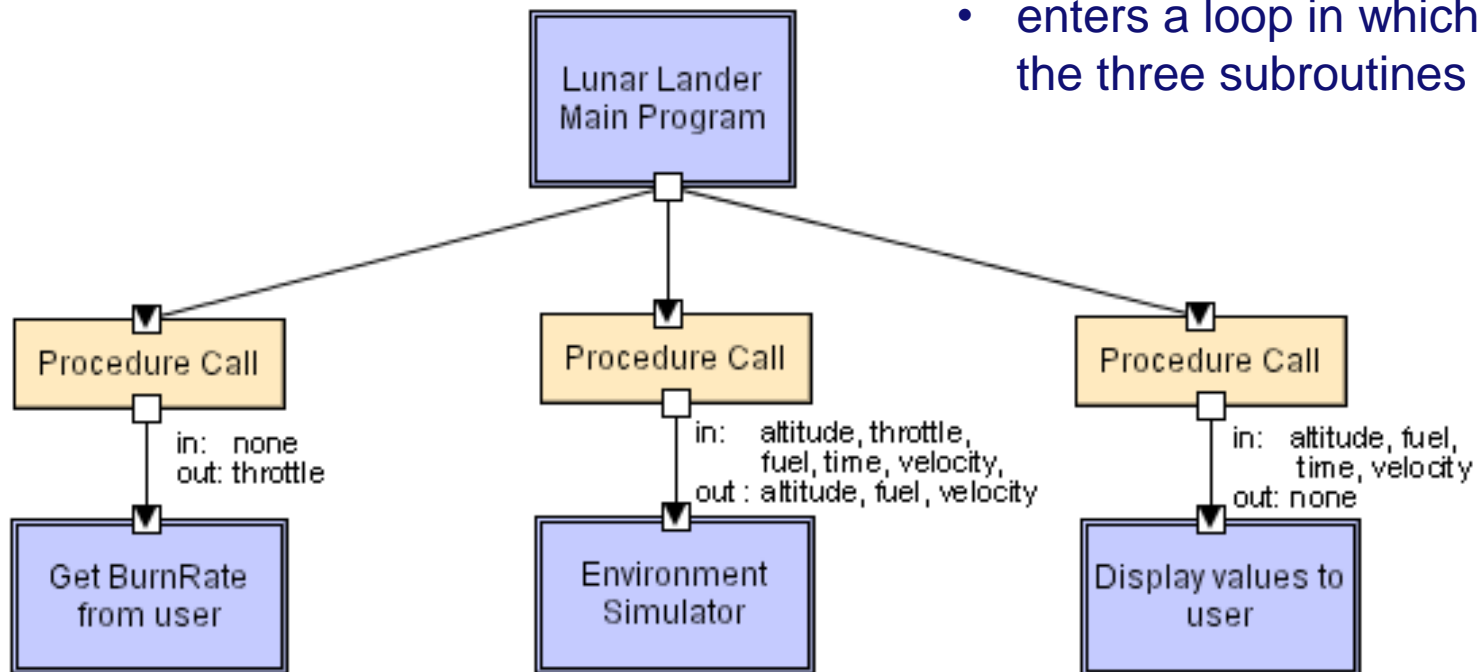 • enters a loop in which
the three subroutines
Lunar Lander
Main Program
Procedure Call
Procedure Call
Procedure Call
in: none
out: throttle
in: altitude, throttle,
fuel, time, velocity,
out : altitude, fuel, velocity
in: altitude, fuel,
time, velocity
out: none
Get BurnRate
from user
Environment
Simulator
Display values to
user